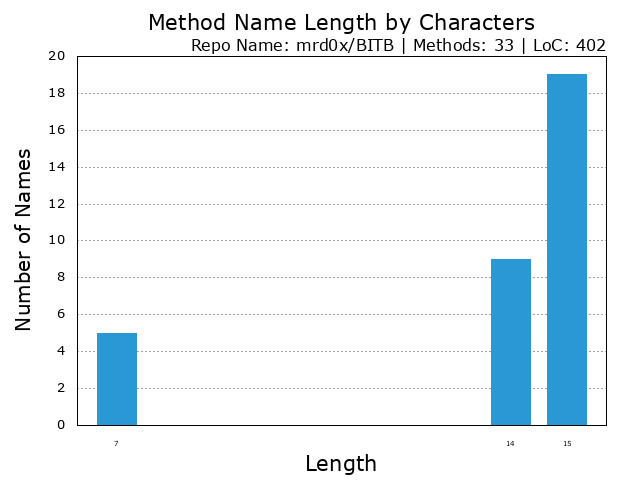 Method Name Length by Characters
Repo Name: mrd0x/BITB | Methods: 33 | LoC: 402
20
18
16
14
12
10
8
6
4
2
0
Number of Names
7 14 15
Length